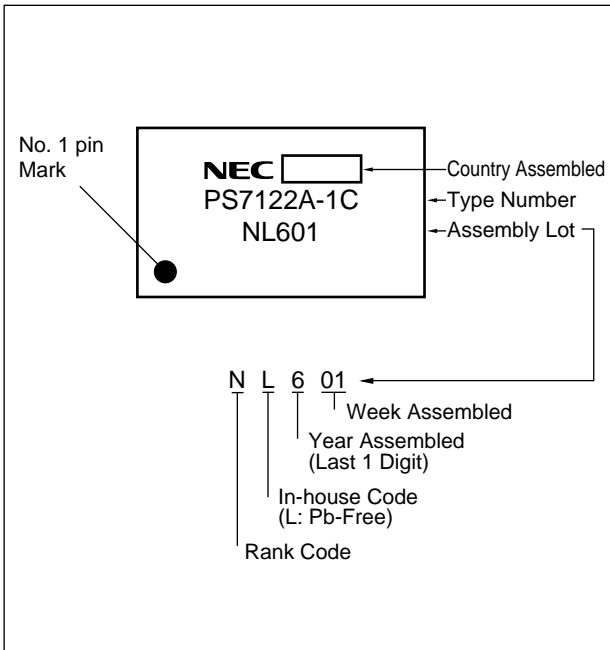 No. 1 pin
Mark
NEC
Country Assembled
PS7122A-1C
Type Number
NL601
Assembly Lot
N L 6 01
Week Assembled
Year Assembled
(Last 1 Digit)
In-house Code
(L: Pb-Free)
Rank Code